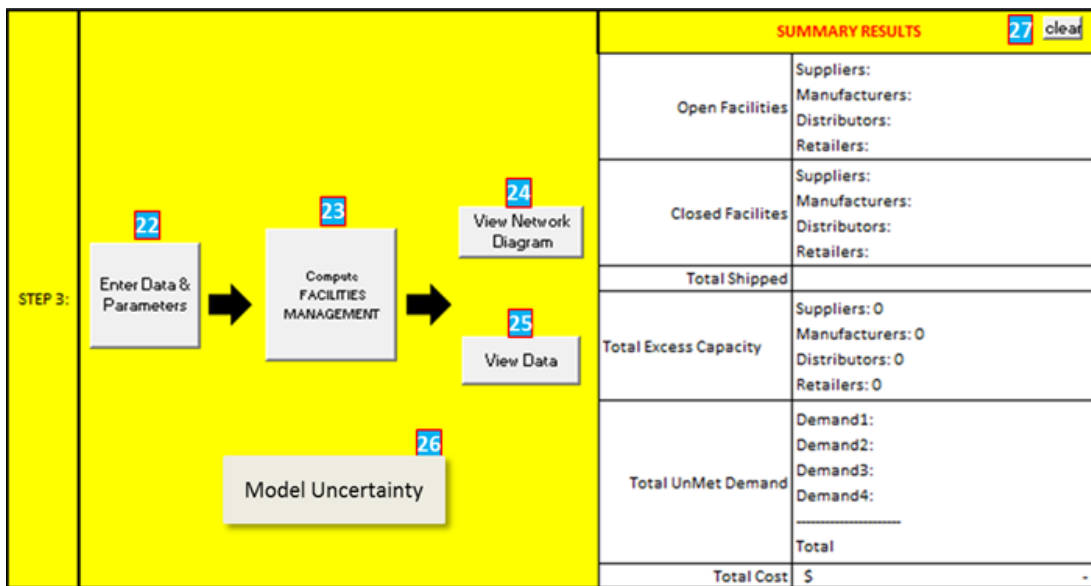 STEP 3:
22
Enter Data &
Parameters
23
Compute
FACILITIES
MANAGEMENT
24
View Network
Diagram
25
View Data
26
Model Uncertainty
SUMMARY RESULTS
27
clear
Open Facilities
Suppliers:
Manufacturers:
Distributors:
Retailers:
Closed Facilites
Suppliers:
Manufacturers:
Distributors:
Retailers:
Total Shipped
Total Excess Capacity
Suppliers: 0
Manufacturers: 0
Distributors: 0
Retailers: 0
Total UnMet Demand
Demand1:
Demand2:
Demand3:
Demand4:
-----------------------
Total
Total Cost $ -